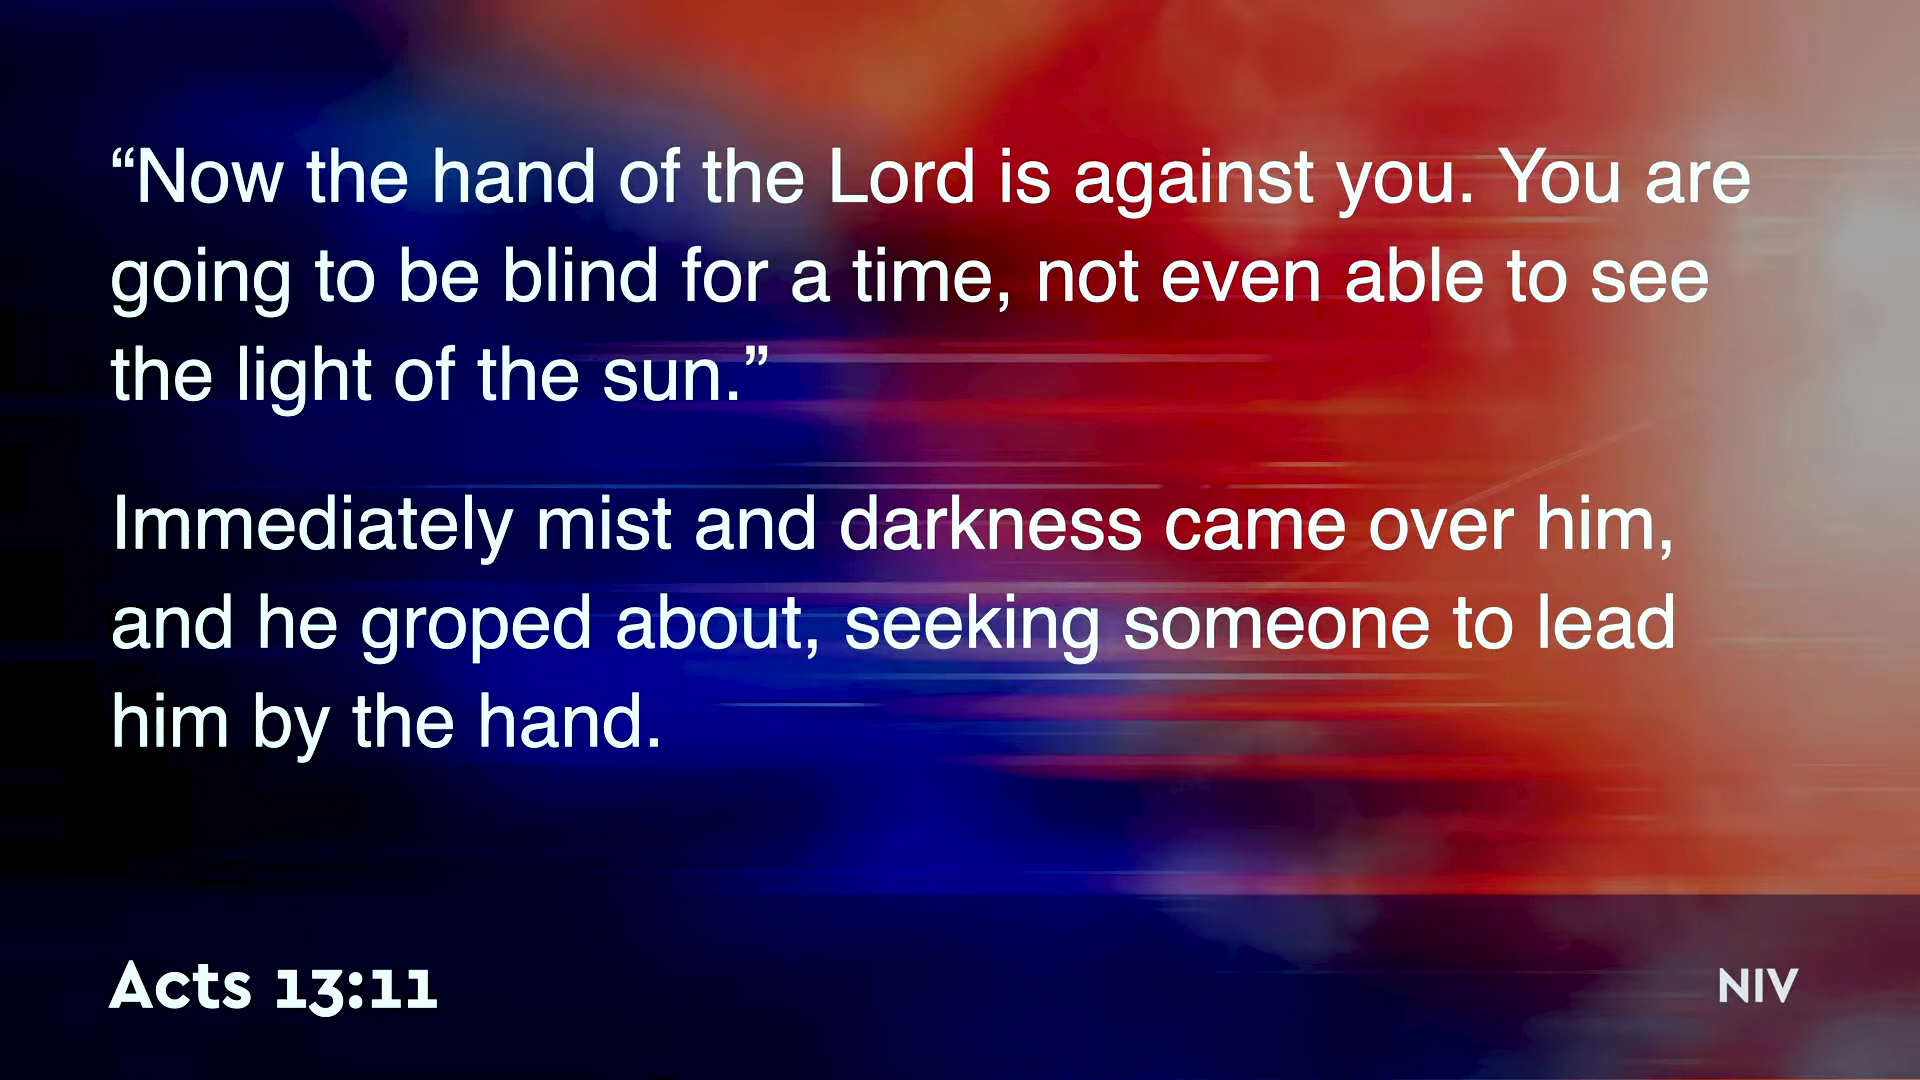 “Now the hand of the Lord is against you. You are
going to be blind for a time, not even able to see
the light of the sun.”
Immediately mist and darkness came over him,
and he groped about, seeking someone to lead
him by the hand.
Acts 13:11
NIV